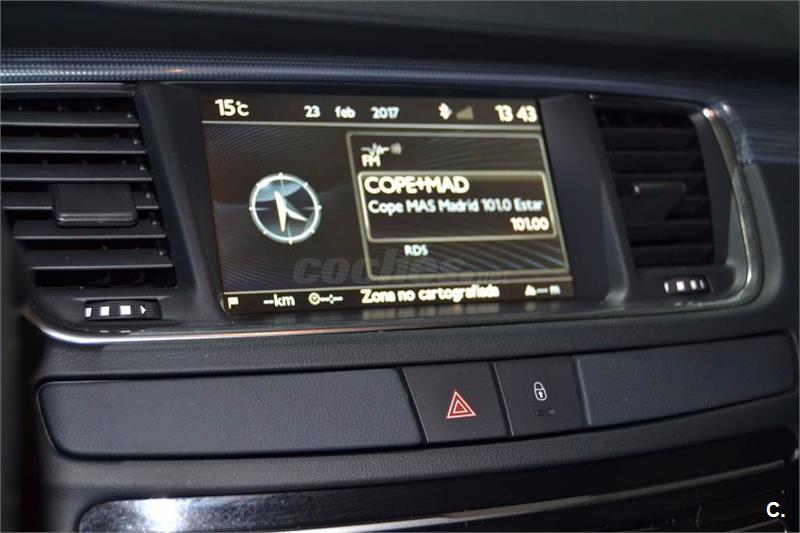 15°C 23 feb 2017 13 43
FM
COPE+MAD
Cope MAS Madrid 101.0 Estar
101.00
RDS
coches.net
--km --:-- Zona no cartografiada ---
C.